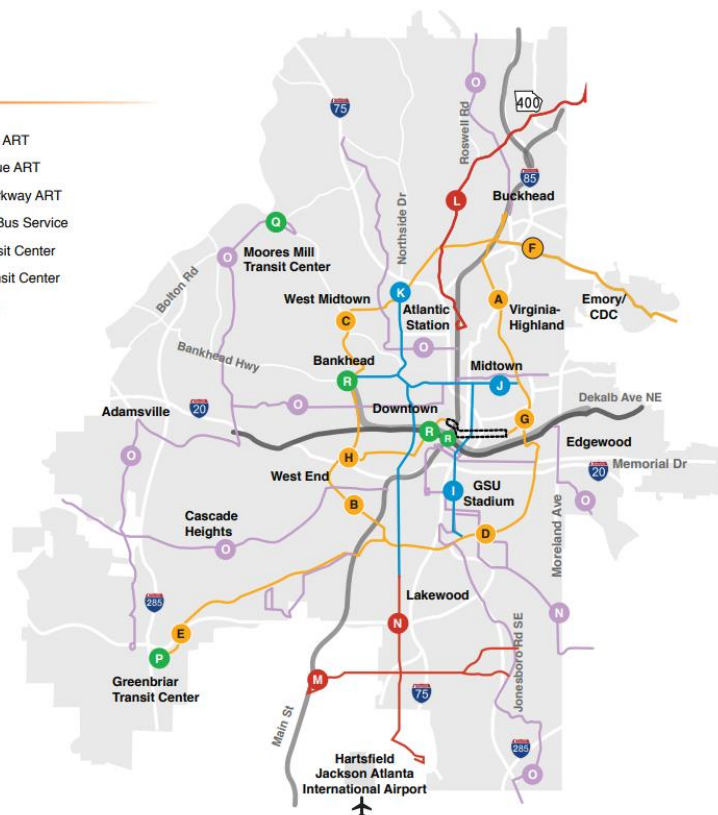 ART
ue ART
rkway ART
Bus Service
sit Center
nsit Center
O
75
400
Roswell Rd
85
L
Buckhead
Q
Northside Dr
F
O
Moores Mill
Transit Center
Bolton Rd
K
A
Emory/
CDC
West Midtown
C
Atlantic
Station
Virginia-
Highland
Bankhead Hwy
O
Bankhead
Midtown
R
J
20
O
Dekalb Ave NE
Adamsville
Downtown
G
R
R
Edgewood
O
H
20
Memorial Dr
West End
I
GSU
Stadium
O
B
Moreland Ave
Cascade
Heights
D
O
285
Lakewood
N
N
E
P
Jonesboro Rd SE
Greenbriar
Transit Center
M
75
Main St
285
Hartsfield
Jackson Atlanta
International Airport
O